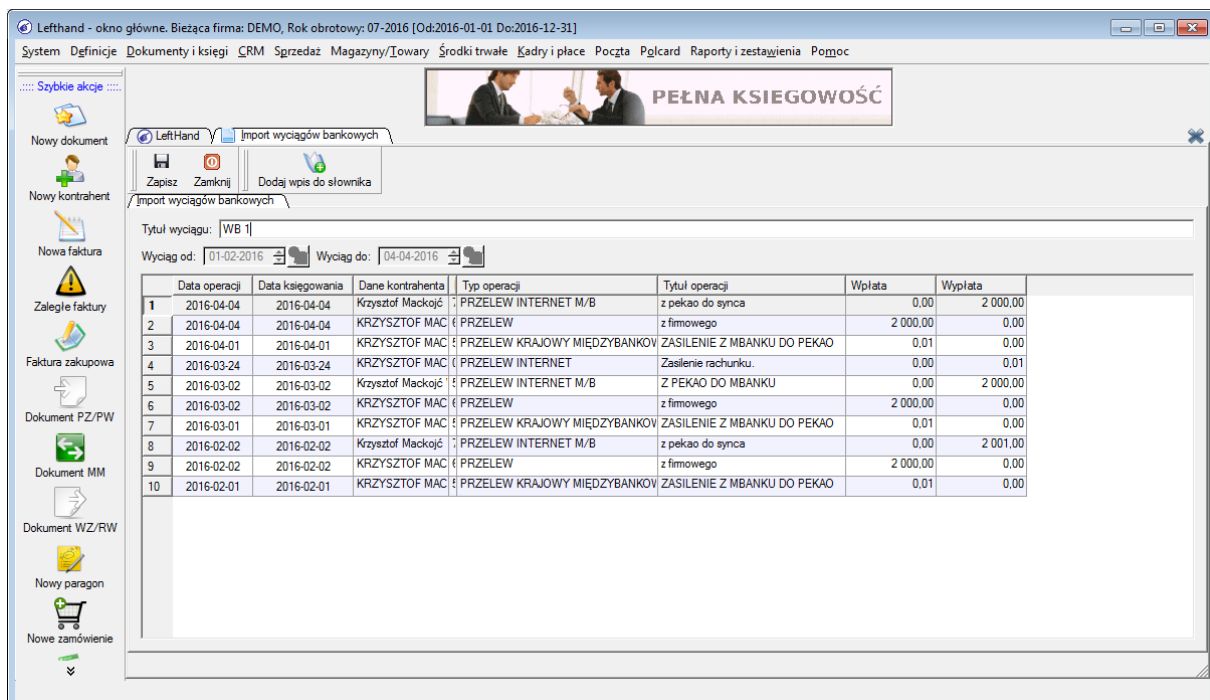 Lefthand - okno główne. Bieżąca firma: DEMO, Rok obrotowy: 07-2016 [Od:2016-01-01 Do:2016-12-31]
System Definicje Dokumenty i księgi CRM Sprzedaż Magazyny/Towary Środki trwałe Kadry i płace Poczta Polcard Raporty i zestawienia Pomoc
::::: Szybkie akcje :::::
PEŁNA KSIEGOWOŚĆ
Nowy dokument
LeftHand Import wyciągów bankowych
Zapisz Zamknij Dodaj wpis do słownika
Nowy kontrahent
Import wyciągów bankowych
Tytuł wyciągu: WB 1
Nowa faktura
Wyciąg od: 01-02-2016 Wyciąg do: 04-04-2016
Data operacji Data księgowania Dane kontrahenta Typ operacji Tytuł operacji Wpłata Wypłata
1 2016-04-04 2016-04-04 Krzysztof Mackojć 7 PRZELEW INTERNET M/B z pekao do synca 0,00 2 000,00
2 2016-04-04 2016-04-04 KRZYSZTOF MAC 6 PRZELEW z firmowego 2 000,00 0,00
3 2016-04-01 2016-04-01 KRZYSZTOF MAC 5 PRZELEW KRAJOWY MIĘDZYBANKOW ZASILENIE Z MBANKU DO PEKAO 0,01 0,00
4 2016-03-24 2016-03-24 KRZYSZTOF MAC PRZELEW INTERNET Zasilenie rachunku. 0,00 0,01
5 2016-03-02 2016-03-02 Krzysztof Mackojć PRZELEW INTERNET M/B Z PEKAO DO MBANKU 0,00 2 000,00
6 2016-03-02 2016-03-02 KRZYSZTOF MAC 6 PRZELEW z firmowego 2 000,00 0,00
7 2016-03-01 2016-03-01 KRZYSZTOF MAC 5 PRZELEW KRAJOWY MIĘDZYBANKOW ZASILENIE Z MBANKU DO PEKAO 0,01 0,00
8 2016-02-02 2016-02-02 Krzysztof Mackojć 7 PRZELEW INTERNET M/B z pekao do synca 0,00 2 001,00
9 2016-02-02 2016-02-02 KRZYSZTOF MAC 6 PRZELEW z firmowego 2 000,00 0,00
10 2016-02-01 2016-02-01 KRZYSZTOF MAC 5 PRZELEW KRAJOWY MIĘDZYBANKOW ZASILENIE Z MBANKU DO PEKAO 0,01 0,00
Zaległe faktury
Faktura zakupowa
Dokument PZ/PW
Dokument MM
Dokument WZ/RW
Nowy paragon
Nowe zamówienie